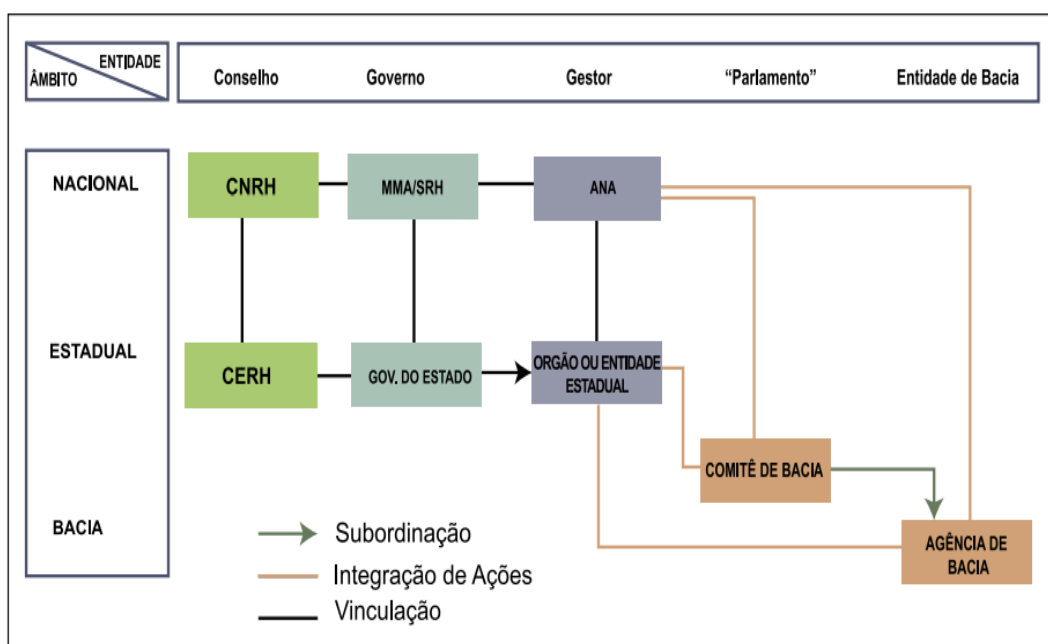 ENTIDADE
ÂMBITO
Conselho
Governo
Gestor
“Parlamento”
Entidade de Bacia
NACIONAL
CNRH
MMA/SRH
ANA
ESTADUAL
CERH
GOV. DO ESTADO
ORGÃO OU ENTIDADE
ESTADUAL
COMITÊ DE BACIA
BACIA
AGÊNCIA DE
BACIA
Subordinação
Integração de Ações
Vinculação